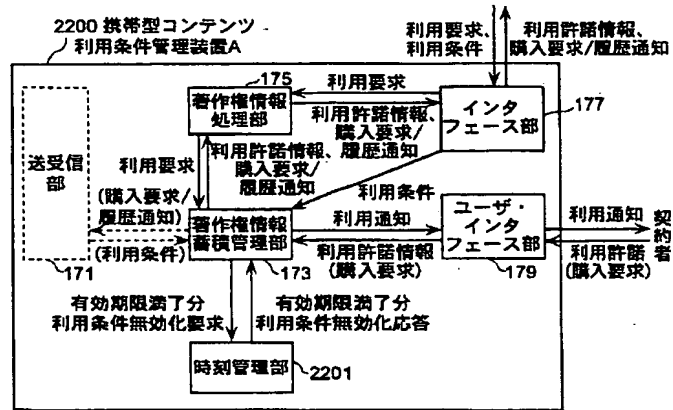 2200 携帯型コンテンツ
利用条件管理装置A
利用要求、
利用条件
利用許諾情報、
購入要求/履歴通知
175
著作権情報
処理部
利用要求
利用許諾情報、
購入要求/
履歴通知
インタ
フェース部
177
送受信
部
171
利用要求
利用許諾情報、
購入要求/
履歴通知
利用条件
(購入要求/
履歴通知)
(利用条件)
著作権情報
蓄積管理部
173
利用通知
利用許諾情報
(購入要求)
ユーザ・
インタ
フェース部
179
利用通知
利用許諾
(購入要求)
契約者
有効期限満了分
利用条件無効化要求
有効期限満了分
利用条件無効化応答
時刻管理部
2201